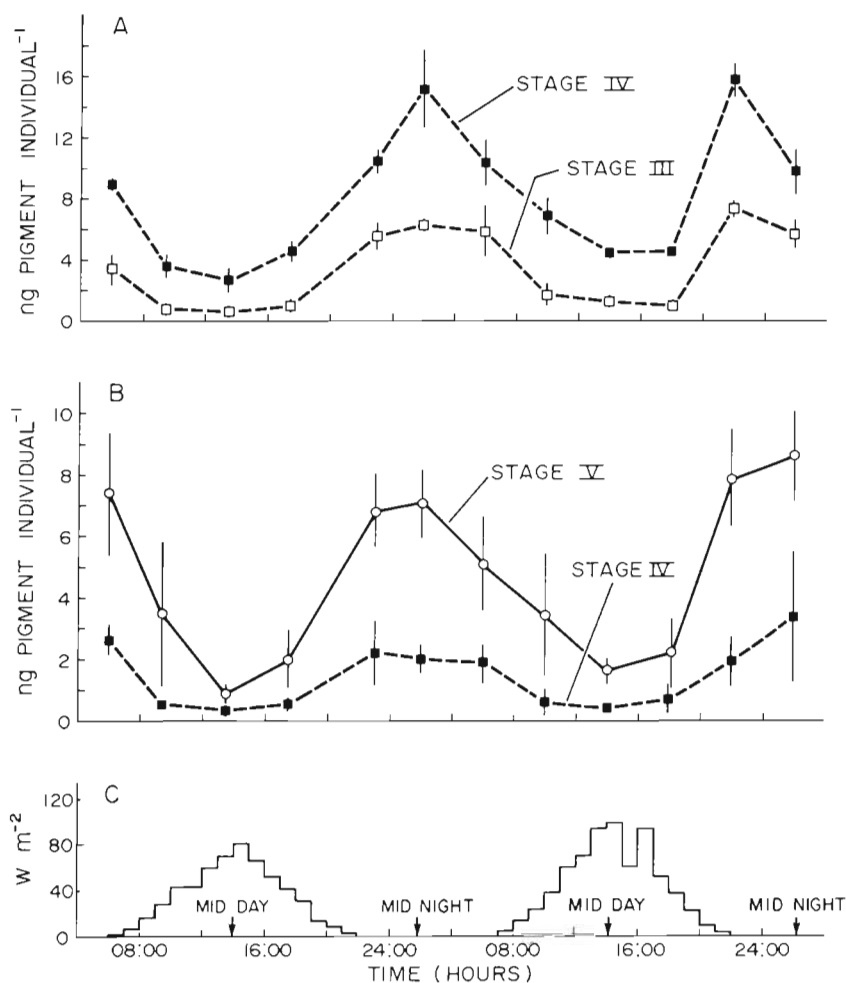 A
ng PIGMENT INDIVIDUAL⁻¹
16
12
8
4
0
STAGE IV
STAGE III
B
ng PIGMENT INDIVIDUAL⁻¹
10
8
6
4
2
0
STAGE V
STAGE IV
C
W m⁻²
120
80
40
0
MID DAY MID NIGHT MID DAY MID NIGHT
08:00 16:00 24:00 08:00 16:00 24:00
TIME (HOURS)